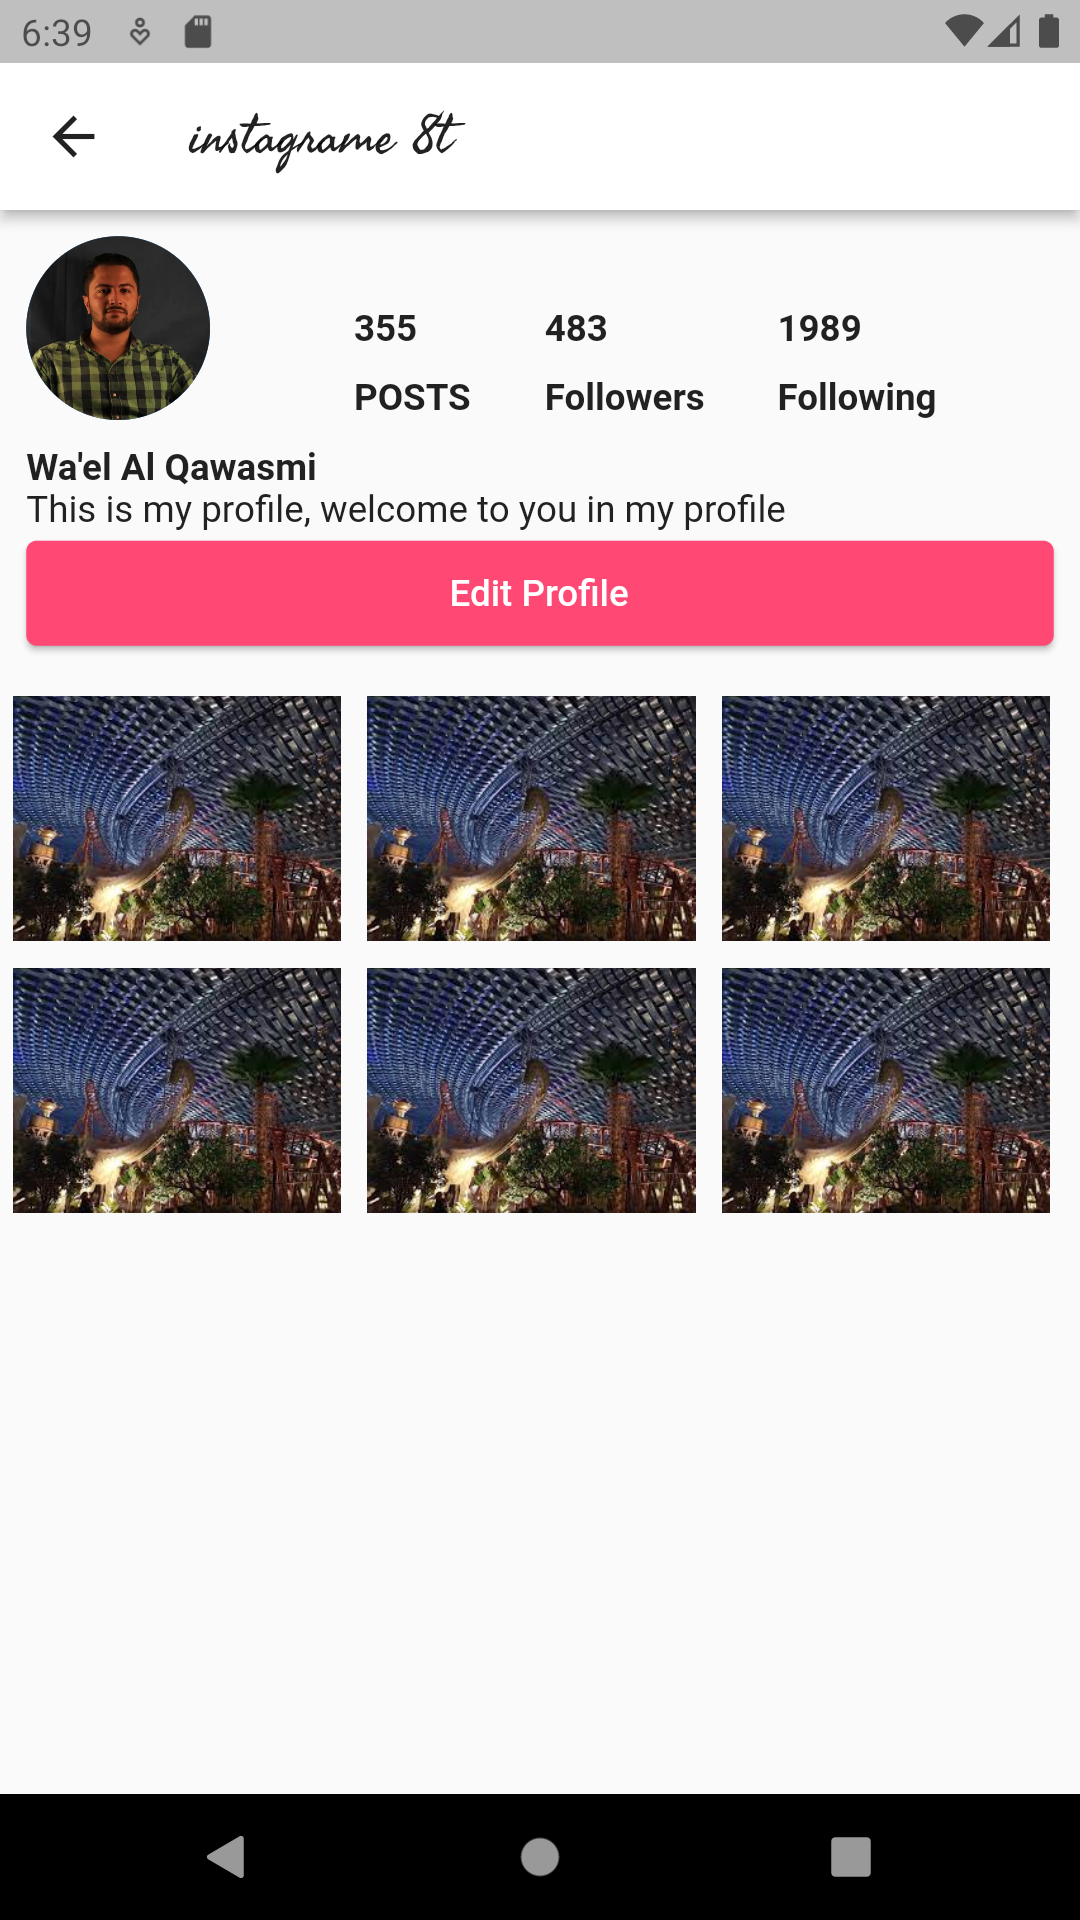 6:39
instagrame 8t
355 483 1989
POSTS Followers Following
Wa'el Al Qawasmi
This is my profile, welcome to you in my profile
Edit Profile